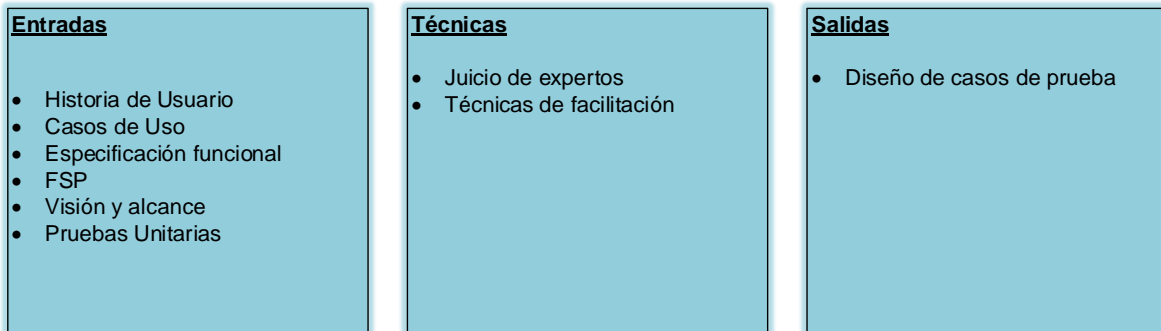 Entradas
• Historia de Usuario
• Casos de Uso
• Especificación funcional
• FSP
• Visión y alcance
• Pruebas Unitarias
Técnicas
• Juicio de expertos
• Técnicas de facilitación
Salidas
• Diseño de casos de prueba